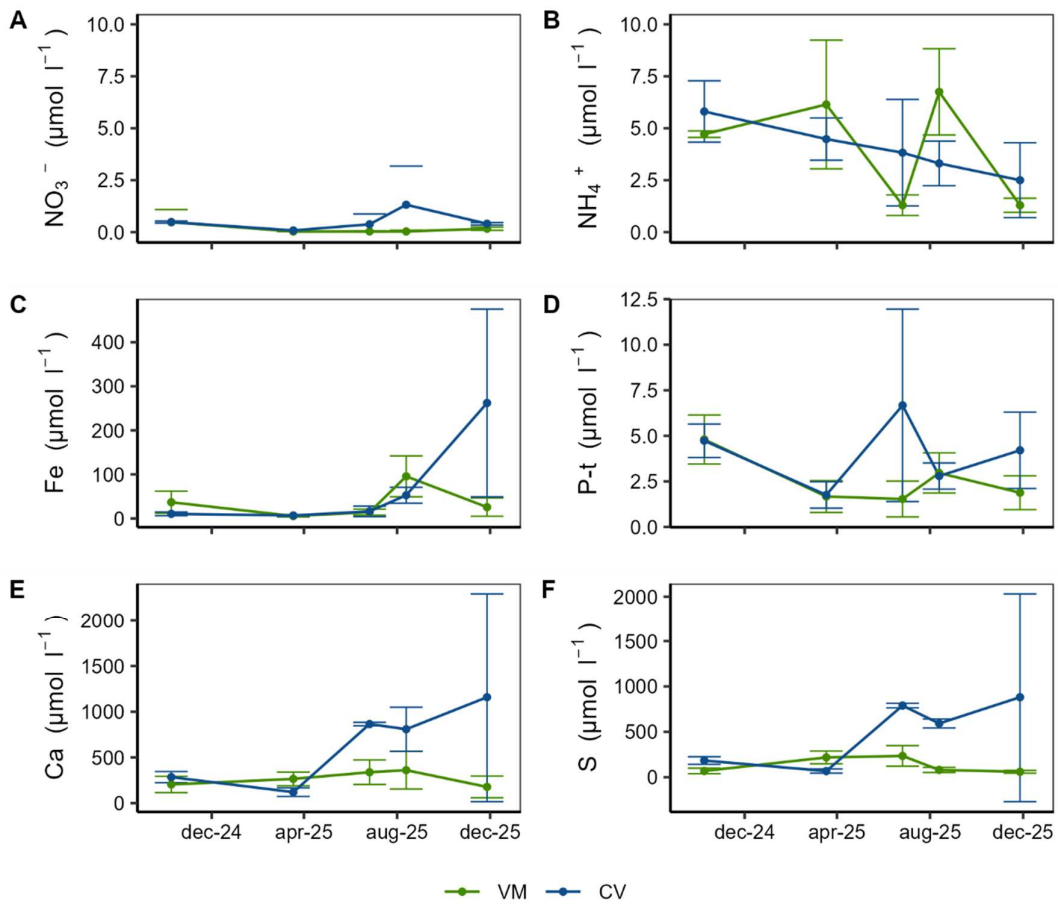 A
NO₃⁻ (µmol l⁻¹)
10.0
7.5
5.0
2.5
0.0
B
NH₄⁺ (µmol l⁻¹)
10.0
7.5
5.0
2.5
0.0
C
Fe (µmol l⁻¹)
400
300
200
100
0
D
P-t (µmol l⁻¹)
12.5
10.0
7.5
5.0
2.5
0.0
E
Ca (µmol l⁻¹)
2000
1500
1000
500
0
dec-24 apr-25 aug-25 dec-25
F
S (µmol l⁻¹)
2000
1500
1000
500
0
dec-24 apr-25 aug-25 dec-25
VM CV